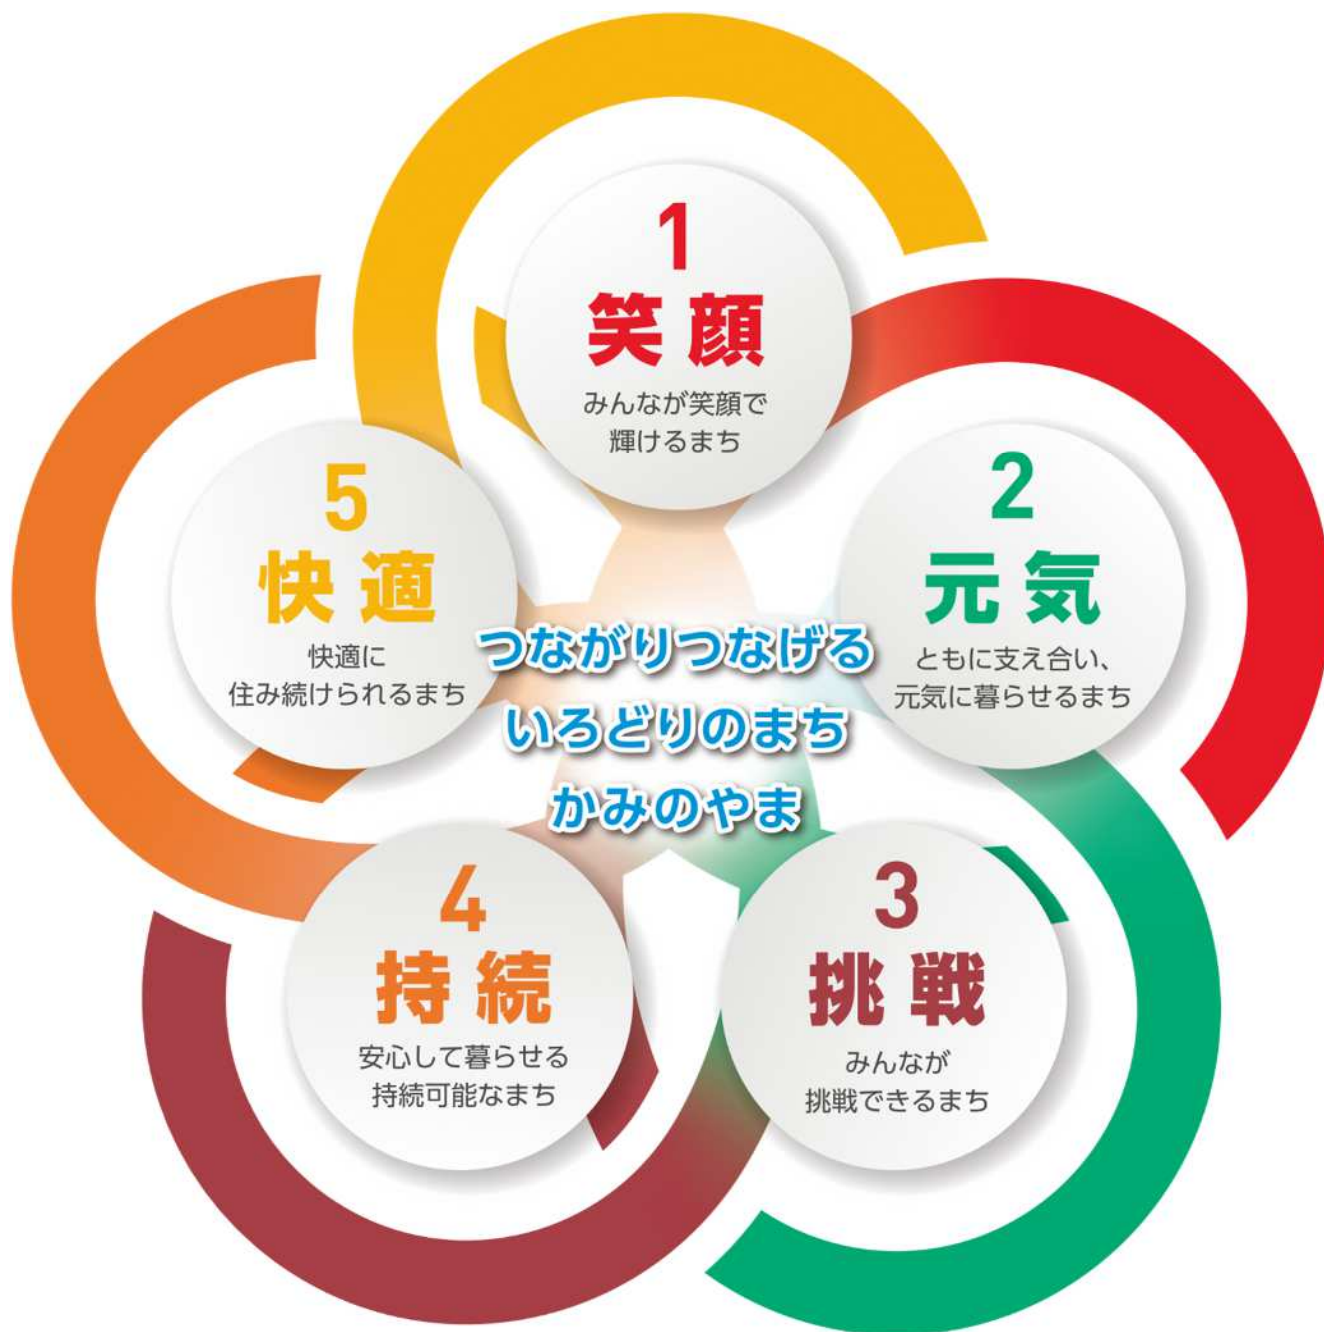 1
笑顔
みんなが笑顔で
輝けるまち
2
元気
ともに支え合い、
元気に暮らせるまち
3
挑戦
みんなが
挑戦できるまち
4
持続
安心して暮らせる
持続可能なまち
5
快適
快適に
住み続けられるまち
つながりつなげる
いろどりのまち
かみのやま